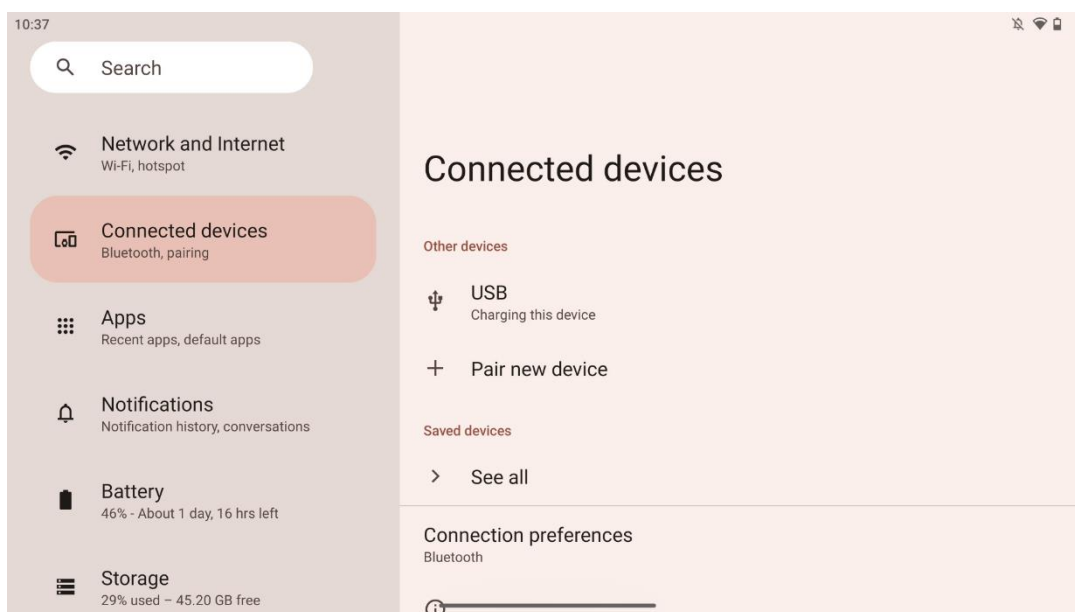 10:37
Search
Network and Internet
Wi-Fi, hotspot
Connected devices
Bluetooth, pairing
Apps
Recent apps, default apps
Notifications
Notification history, conversations
Battery
46% - About 1 day, 16 hrs left
Storage
29% used – 45.20 GB free
Connected devices
Other devices
USB
Charging this device
Pair new device
Saved devices
See all
Connection preferences
Bluetooth